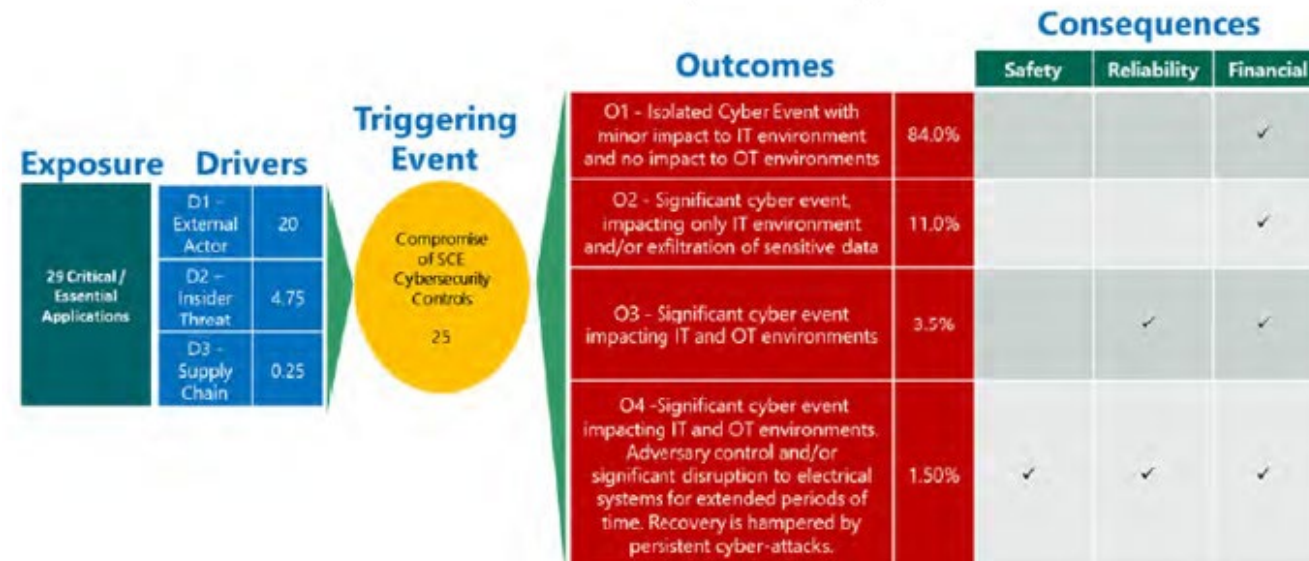 Consequences
Outcomes
Safety
Reliability
Financial
Triggering
Event
Exposure
Drivers
29 Critical /
Essential
Applications
D1 -
External
Actor
20
D2 -
Insider
Threat
4.75
D3 -
Supply
Chain
0.25
Compromise
of SCE
Cybersecurity
Controls
25
O1 - Isolated Cyber Event with
minor impact to IT environment
and no impact to OT environments
84.0%
✓
O2 - Significant cyber event,
impacting only IT environment
and/or exfiltration of sensitive data
11.0%
✓
O3 - Significant cyber event
impacting IT and OT environments
3.5%
✓
✓
O4 -Significant cyber event
impacting IT and OT environments.
Adversary control and/or
significant disruption to electrical
systems for extended periods of
time. Recovery is hampered by
persistent cyber-attacks.
1.50%
✓
✓
✓